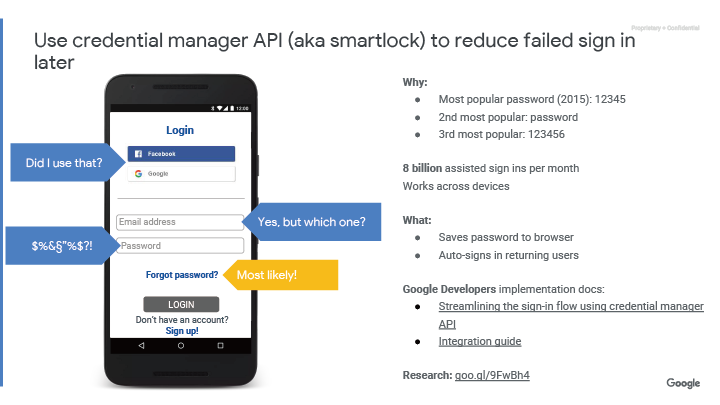 Proprietary + Confidential
Use credential manager API (aka smartlock) to reduce failed sign in
later
12:00
Login
Facebook
Google
Did I use that?
Email address
Yes, but which one?
$%&§"%$?!
Password
Forgot password?
Most likely!
LOGIN
Don't have an account?
Sign up!
Why:
● Most popular password (2015): 12345
● 2nd most popular: password
● 3rd most popular: 123456
8 billion assisted sign ins per month
Works across devices
What:
● Saves password to browser
● Auto-signs in returning users
Google Developers implementation docs:
● Streamlining the sign-in flow using credential manager
API
● Integration guide
Research: goo.gl/9FwBh4
Google